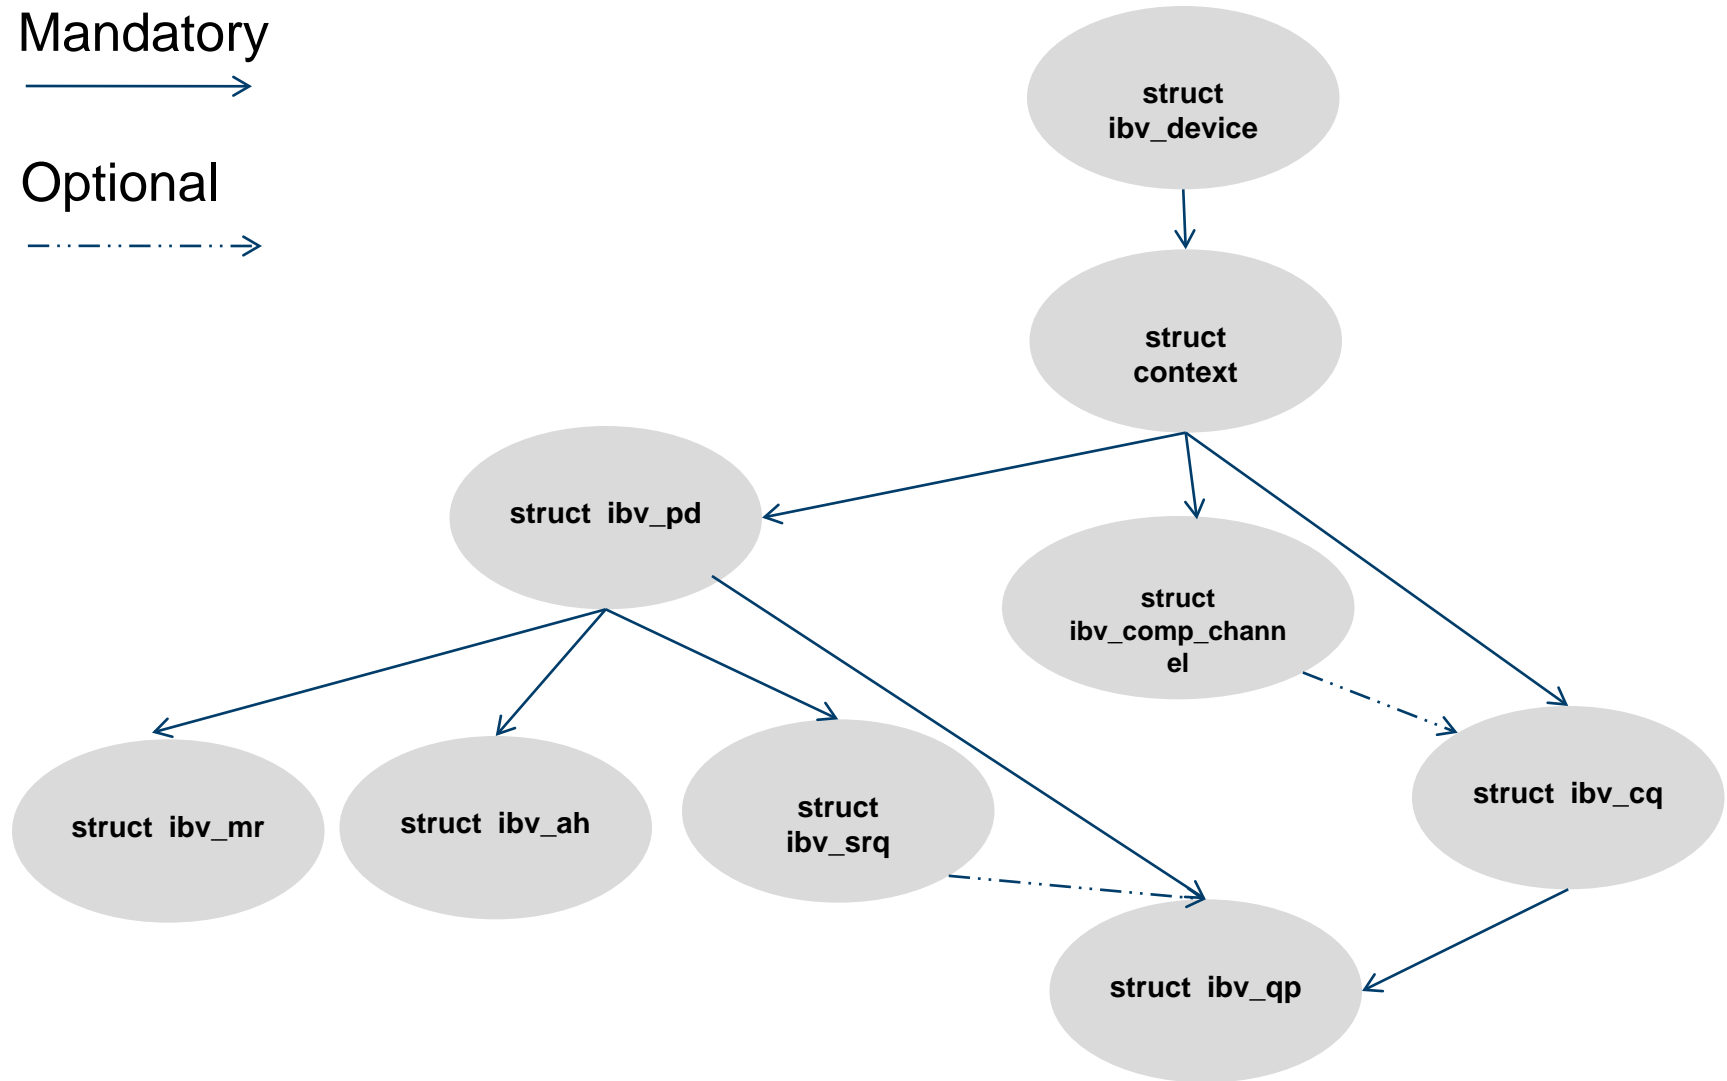 Mandatory
Optional
struct
ibv_device
struct
context
struct ibv_pd
struct
ibv_comp_chann
el
struct ibv_mr
struct ibv_ah
struct
ibv_srq
struct ibv_cq
struct ibv_qp